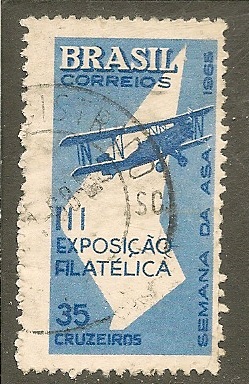 BRASIL
CORREIOS
SEMANA DA ASA 1965
III
EXPOSIÇÃO
FILATÉLICA
35
CRUZEIROS